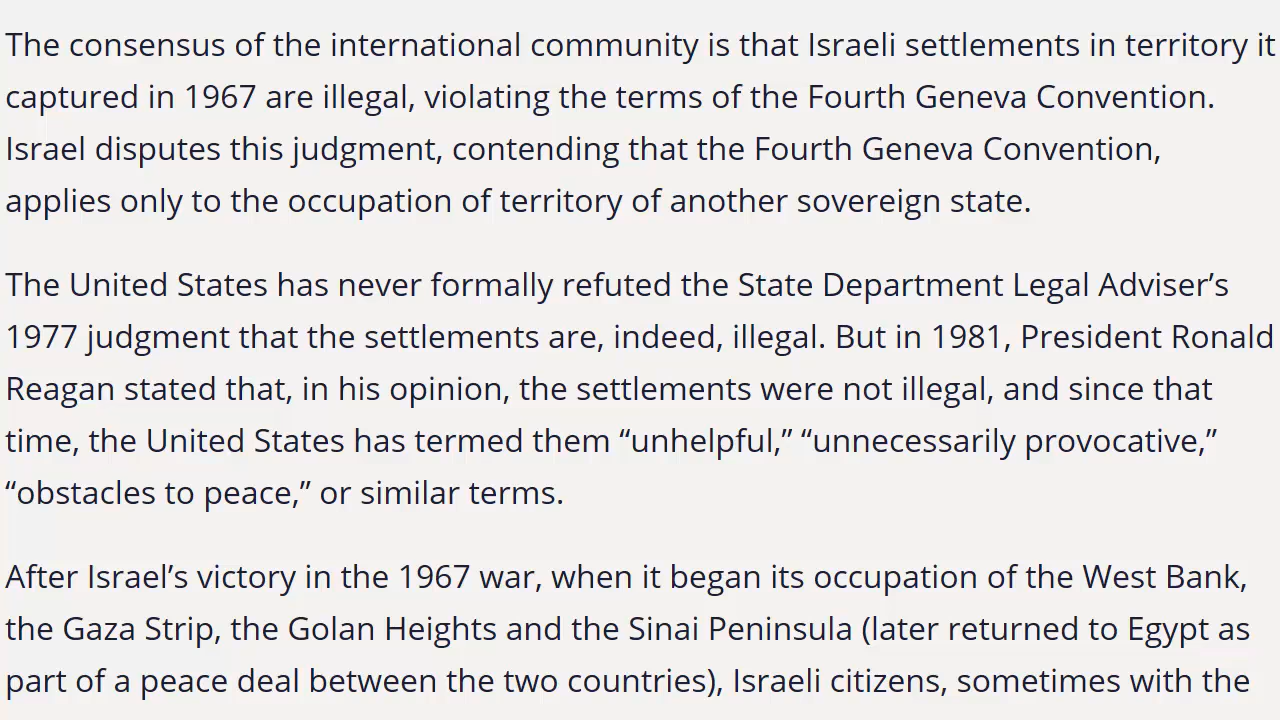 The consensus of the international community is that Israeli settlements in territory it
captured in 1967 are illegal, violating the terms of the Fourth Geneva Convention.
Israel disputes this judgment, contending that the Fourth Geneva Convention,
applies only to the occupation of territory of another sovereign state.
The United States has never formally refuted the State Department Legal Adviser’s
1977 judgment that the settlements are, indeed, illegal. But in 1981, President Ronald
Reagan stated that, in his opinion, the settlements were not illegal, and since that
time, the United States has termed them “unhelpful,” “unnecessarily provocative,”
“obstacles to peace,” or similar terms.
After Israel’s victory in the 1967 war, when it began its occupation of the West Bank,
the Gaza Strip, the Golan Heights and the Sinai Peninsula (later returned to Egypt as
part of a peace deal between the two countries), Israeli citizens, sometimes with the